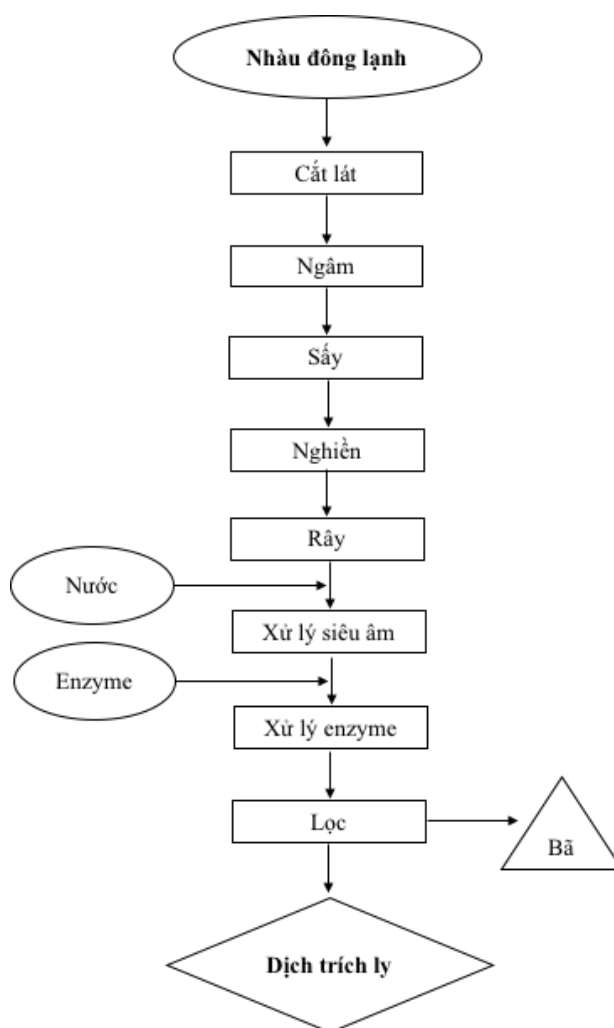 Nhàu đông lạnh
Cắt lát
Ngâm
Sấy
Nghiền
Rây
Nước
Xử lý siêu âm
Enzyme
Xử lý enzyme
Lọc
Bã
Dịch trích ly